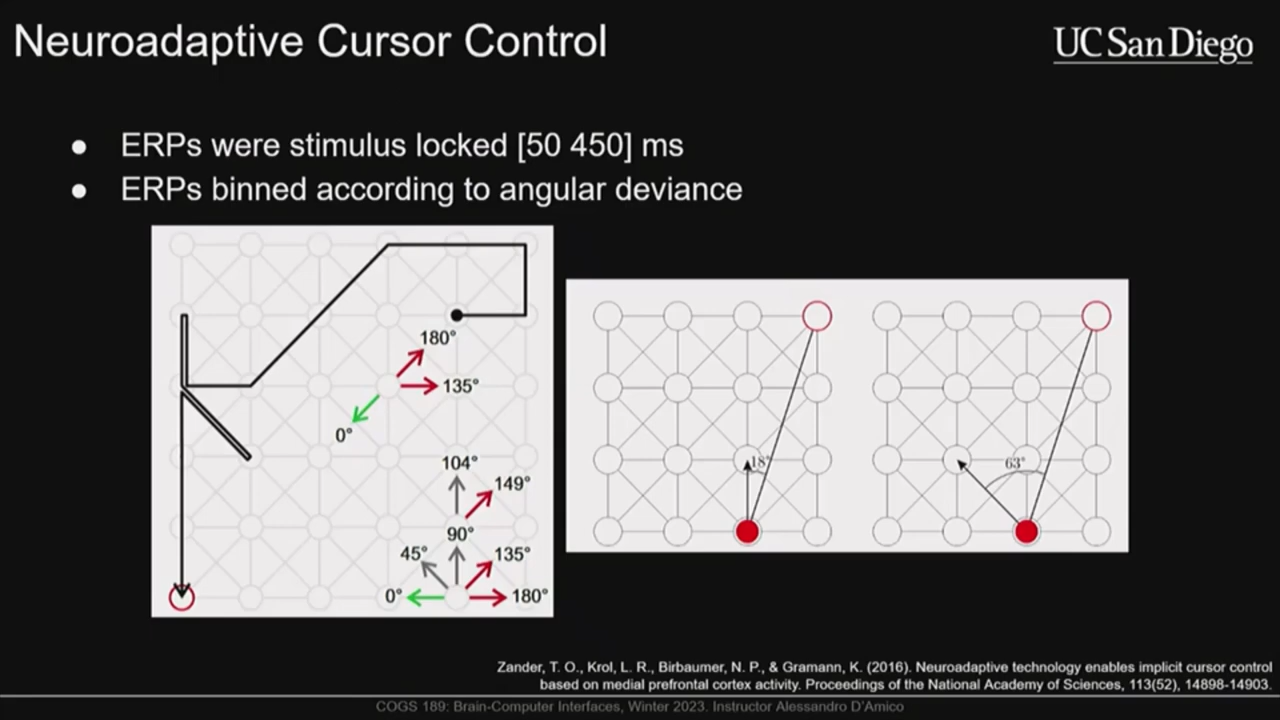 Neuroadaptive Cursor Control
UC San Diego
● ERPs were stimulus locked [50 450] ms
● ERPs binned according to angular deviance
180°
135°
0°
104°
149°
90°
45°
135°
0°
180°
18°
63°
Zander, T. O., Krol, L. R., Birbaumer, N. P., & Gramann, K. (2016). Neuroadaptive technology enables implicit cursor control
based on medial prefrontal cortex activity. Proceedings of the National Academy of Sciences, 113(52), 14898-14903.
COGS 189: Brain-Computer Interfaces, Winter 2023. Instructor Alessandro D'Amico